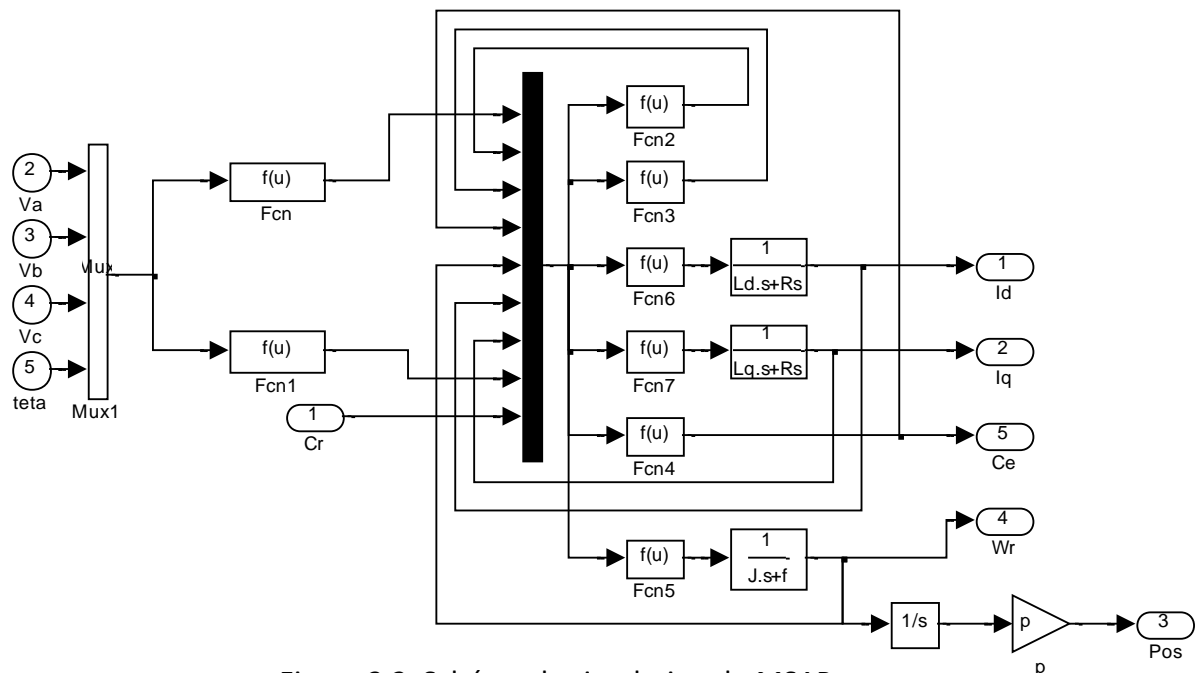 f(u)
Fcn2
2
Va
f(u)
Fcn
f(u)
Fcn3
3
Vb
Mux
f(u)
Fcn6
1
Ld.s+Rs
1
Id
4
Vc
f(u)
Fcn1
f(u)
Fcn7
1
Lq.s+Rs
2
Iq
5
teta
Mux1
1
Cr
f(u)
Fcn4
5
Ce
4
Wr
f(u)
Fcn5
1
J.s+f
1/s
p
p
3
Pos